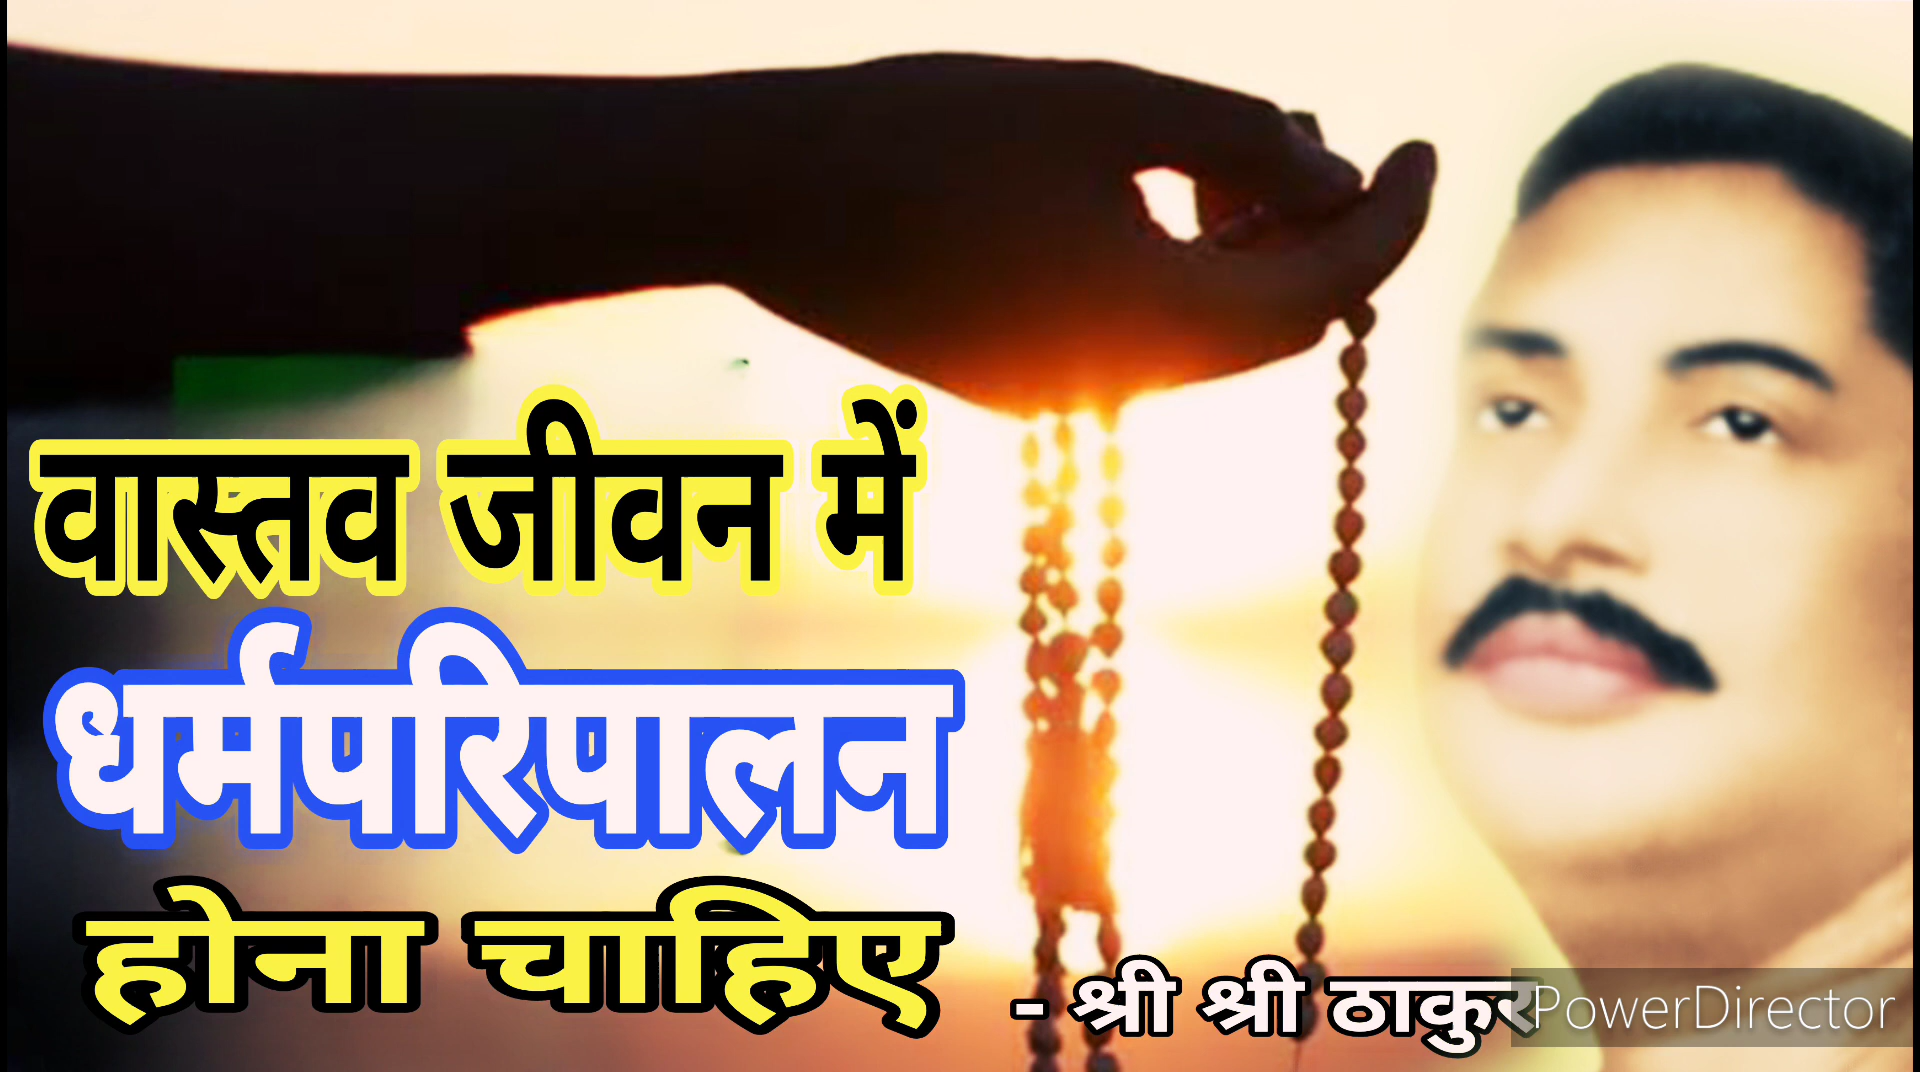 वास्तव जीवन में
धर्मपरिपालन
होना चाहिए
- श्री श्री ठाकुर
PowerDirector